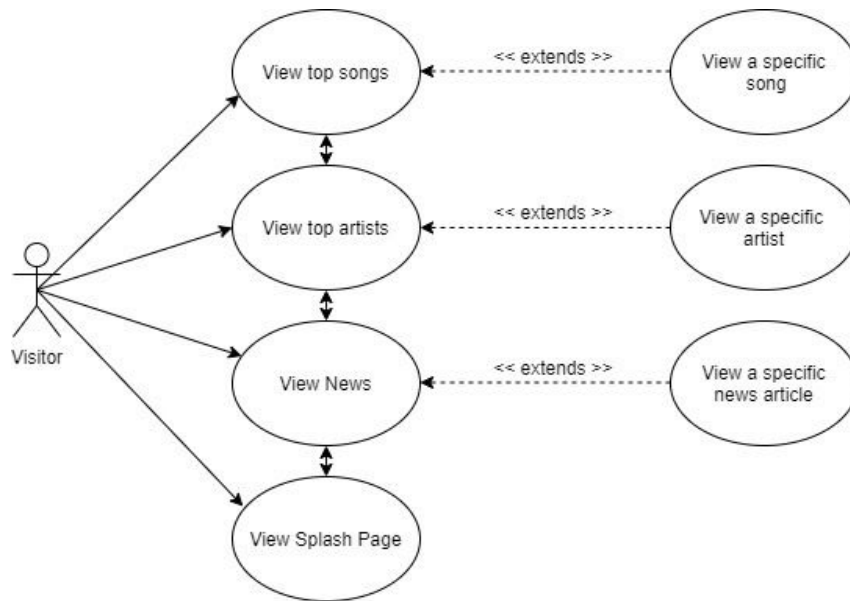 View top songs
<< extends >>
View a specific
song
View top artists
<< extends >>
View a specific
artist
Visitor
View News
<< extends >>
View a specific
news article
View Splash Page